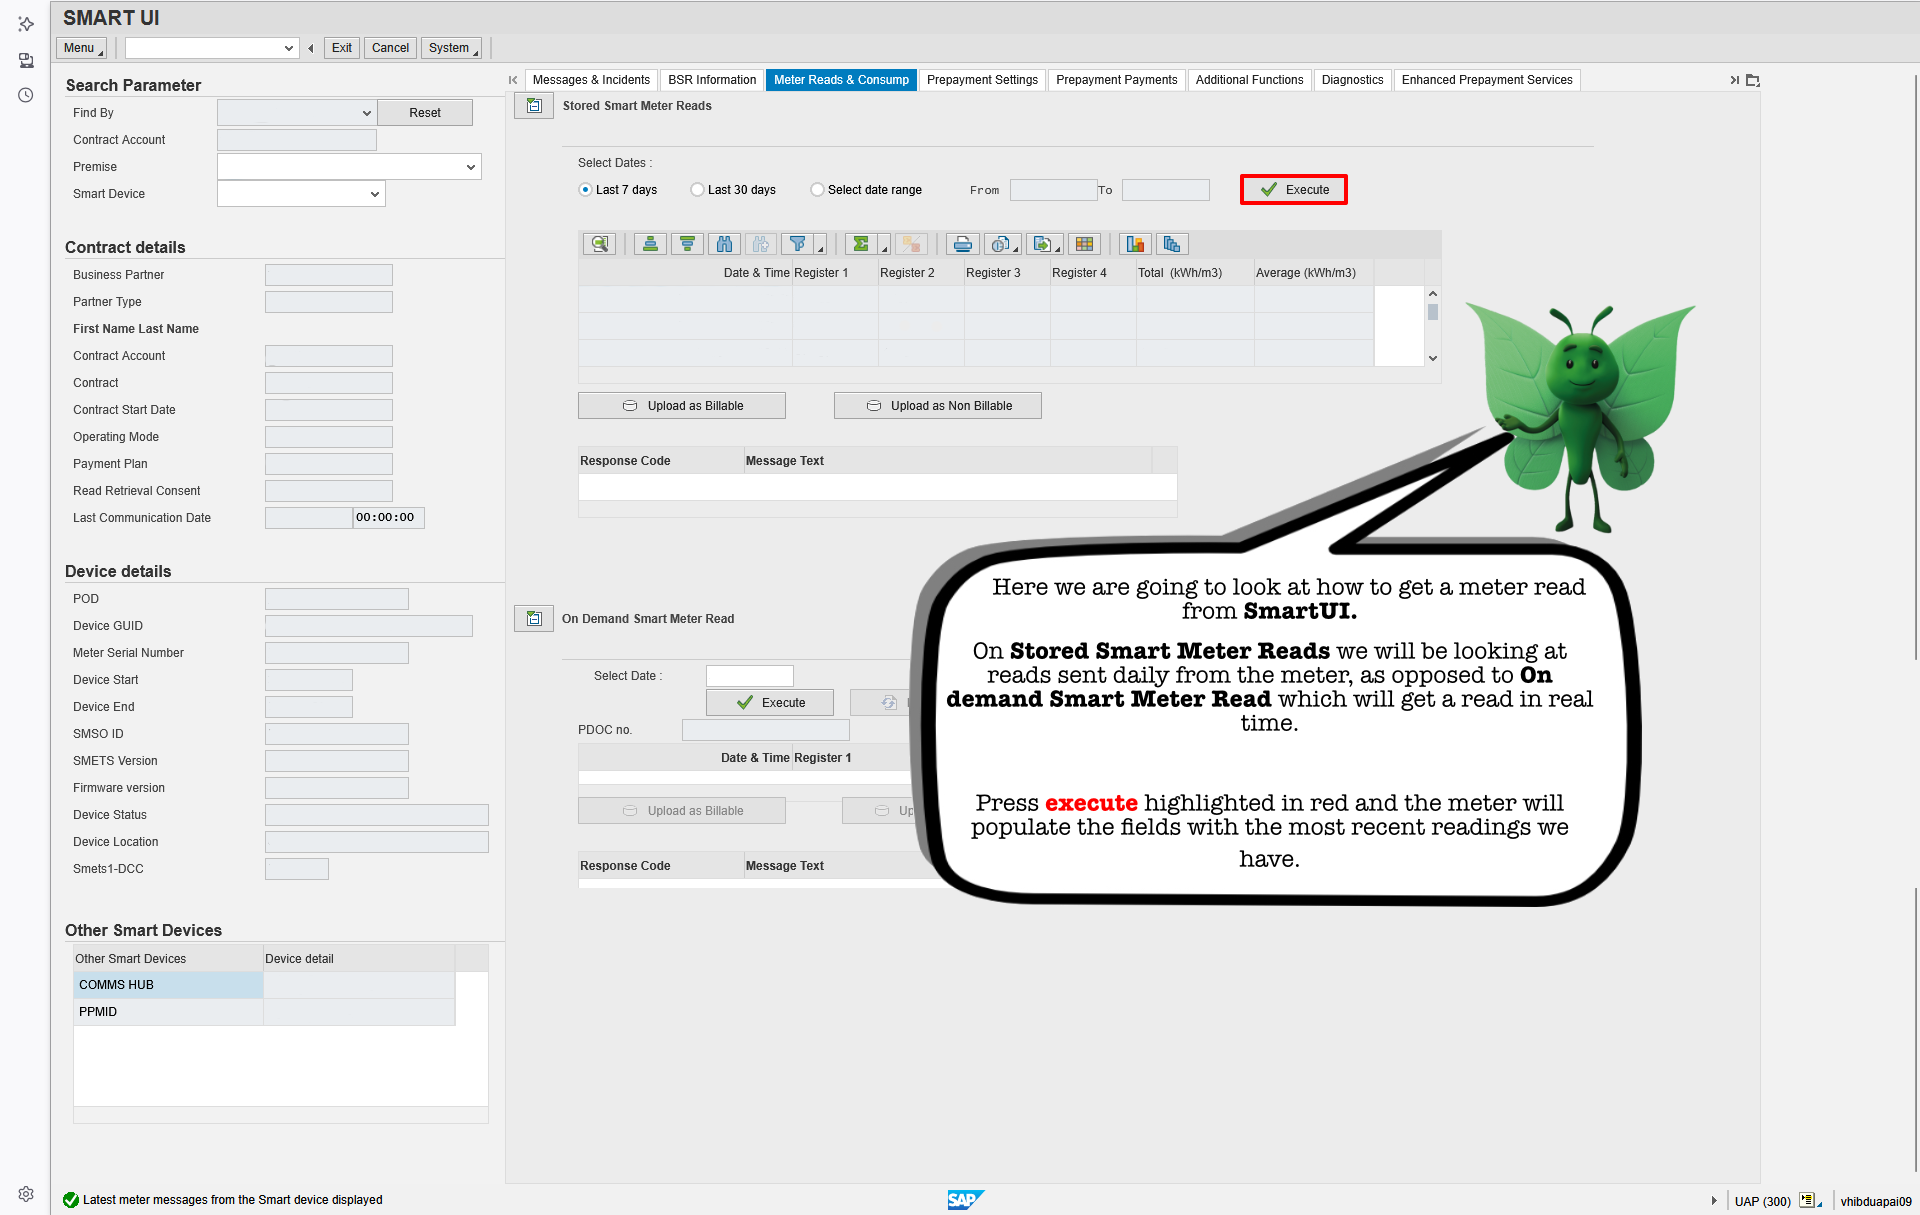 SMART UI
Menu
Exit
Cancel
System
Search Parameter
Find By
Reset
Contract Account
Premise
Smart Device
Contract details
Business Partner
Partner Type
First Name Last Name
Contract Account
Contract
Contract Start Date
Operating Mode
Payment Plan
Read Retrieval Consent
Last Communication Date
00:00:00
Device details
POD
Device GUID
Meter Serial Number
Device Start
Device End
SMSO ID
SMETS Version
Firmware version
Device Status
Device Location
Smets1-DCC
Other Smart Devices
Other Smart Devices Device detail
COMMS HUB
PPMID
Messages & Incidents BSR Information Meter Reads & Consump Prepayment Settings Prepayment Payments Additional Functions Diagnostics Enhanced Prepayment Services
Stored Smart Meter Reads
Select Dates :
Last 7 days Last 30 days Select date range From To Execute
Date & Time Register 1 Register 2 Register 3 Register 4 Total (kWh/m3) Average (kWh/m3)
Upload as Billable Upload as Non Billable
Response Code Message Text
On Demand Smart Meter Read
Select Date :
Execute
PDOC no.
Date & Time Register 1
Upload as Billable Up
Response Code Message Text
Here we are going to look at how to get a meter read
from SmartUI.
On Stored Smart Meter Reads we will be looking at
reads sent daily from the meter, as opposed to On
demand Smart Meter Read which will get a read in real
time.
Press execute highlighted in red and the meter will
populate the fields with the most recent readings we
have.
Latest meter messages from the Smart device displayed
SAP
UAP (300)
vhibduapai09